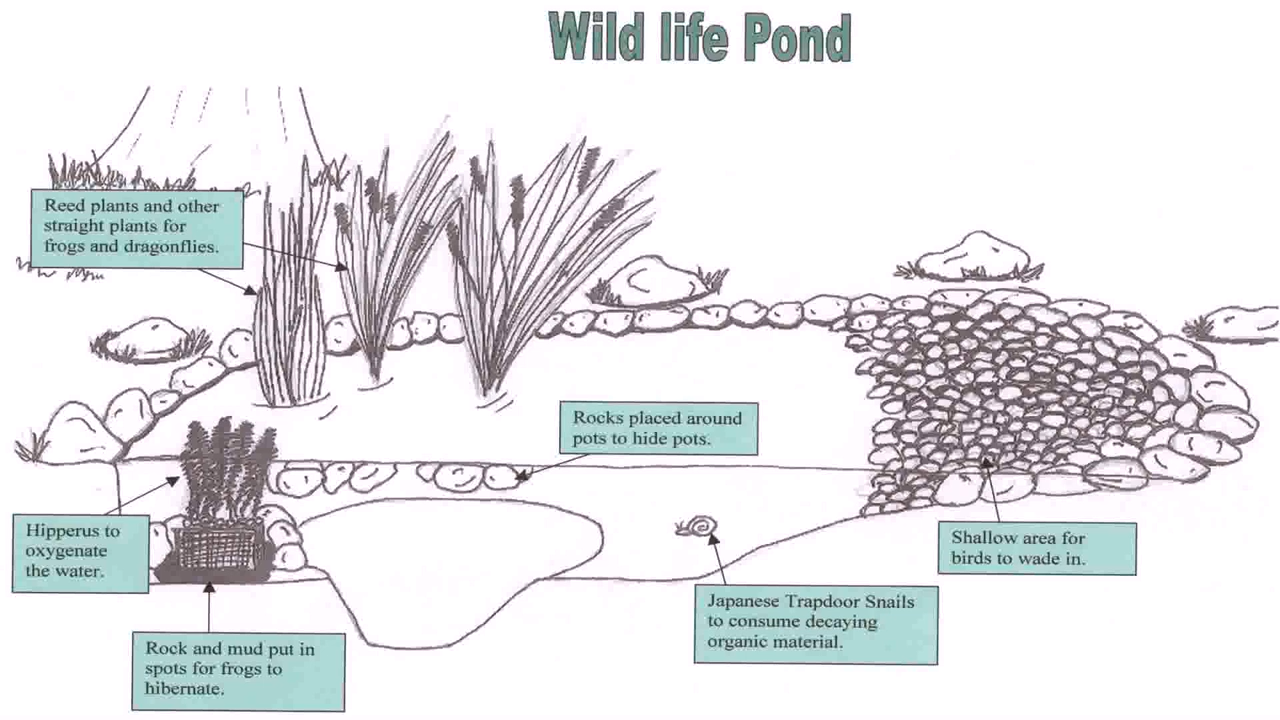 Wild life Pond
Reed plants and other
straight plants for
frogs and dragonflies.
Rocks placed around
pots to hide pots.
Hipperus to
oxygenate
the water.
Shallow area for
birds to wade in.
Japanese Trapdoor Snails
to consume decaying
organic material.
Rock and mud put in
spots for frogs to
hibernate.